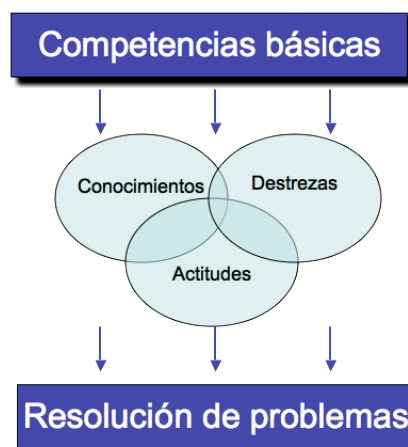 Competencias básicas
Conocimientos
Destrezas
Actitudes
Resolución de problemas